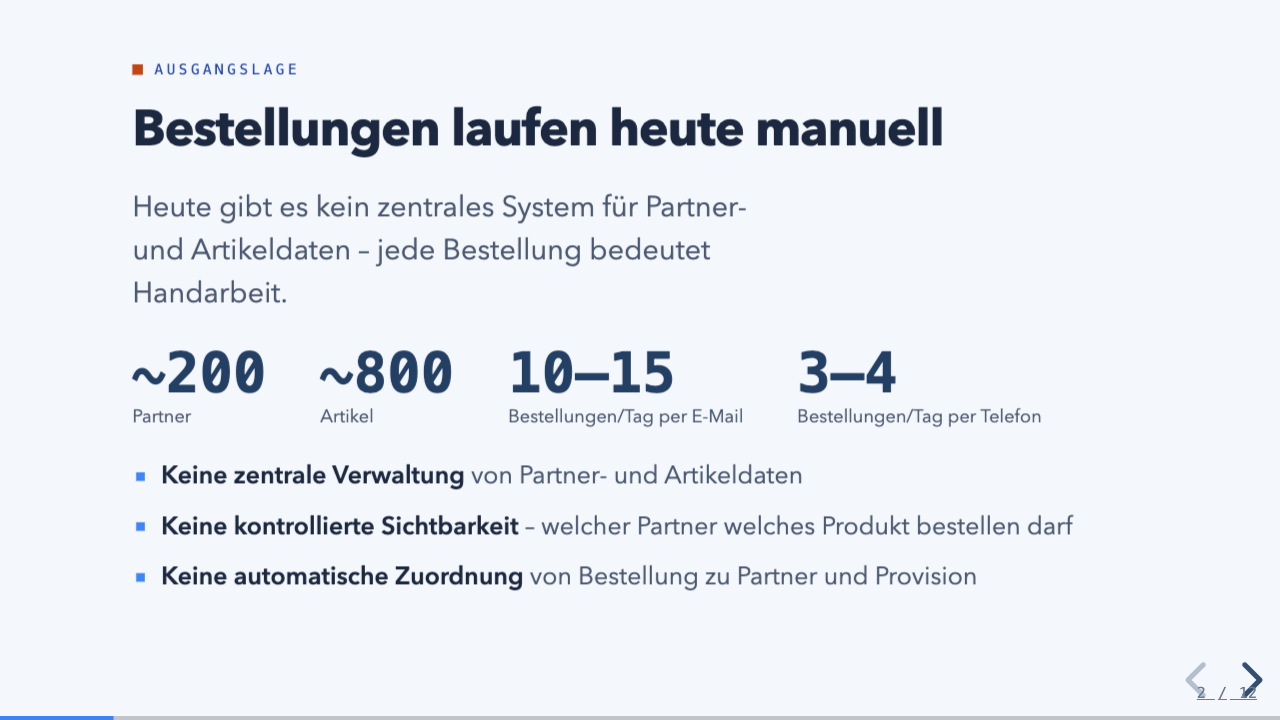 AUSGANGSLAGE
Bestellungen laufen heute manuell
Heute gibt es kein zentrales System für Partner-
und Artikeldaten – jede Bestellung bedeutet
Handarbeit.
~200 ~800 10–15 3–4
Partner Artikel Bestellungen/Tag per E-Mail Bestellungen/Tag per Telefon
Keine zentrale Verwaltung von Partner- und Artikeldaten
Keine kontrollierte Sichtbarkeit – welcher Partner welches Produkt bestellen darf
Keine automatische Zuordnung von Bestellung zu Partner und Provision
2 / 12